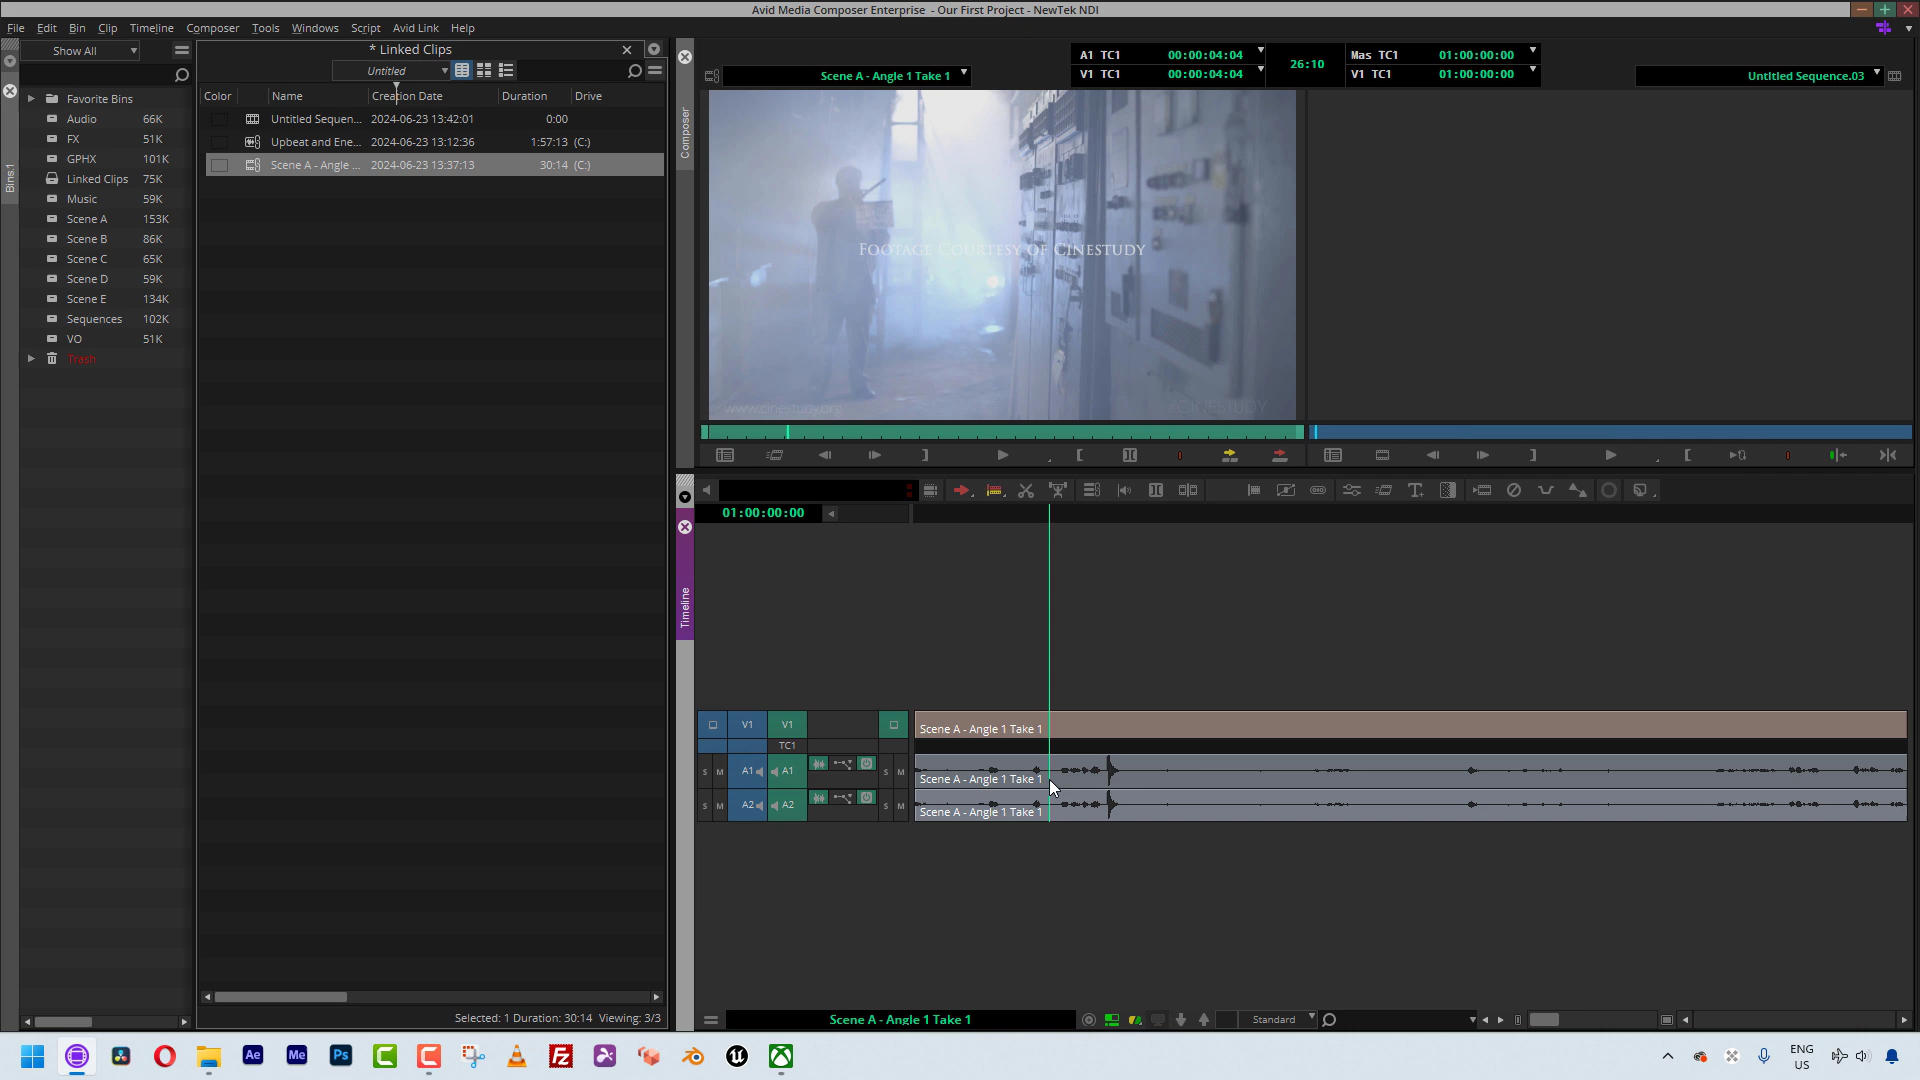 Avid Media Composer Enterprise - Our First Project - NewTek NDI
File Edit Bin Clip Timeline Composer Tools Windows Script Avid Link Help
Show All
* Linked Clips
Untitled
Color Name Creation Date Duration Drive
Untitled Sequen... 2024-06-23 13:42:01 0:00
Upbeat and Ene... 2024-06-23 13:12:36 1:57:13 (C:)
Scene A - Angle ... 2024-06-23 13:37:13 30:14 (C:)
Bins:1
Favorite Bins
Audio 66K
FX 51K
GPHX 101K
Linked Clips 75K
Music 59K
Scene A 153K
Scene B 86K
Scene C 65K
Scene D 59K
Scene E 134K
Sequences 102K
VO 51K
Trash
Selected: 1 Duration: 30:14 Viewing: 3/3
Composer
Scene A - Angle 1 Take 1
A1 TC1 00:00:04:04
V1 TC1 00:00:04:04
26:10
Mas TC1 01:00:00:00
V1 TC1 01:00:00:00
Untitled Sequence.03
Footage Courtesy of Cinestudy
www.cinestudy.org
#CINESTUDY
Timeline
01:00:00:00
V1 V1
TC1
S M A1 A1 S M
S M A2 A2 S M
Scene A - Angle 1 Take 1
Scene A - Angle 1 Take 1
Scene A - Angle 1 Take 1
Scene A - Angle 1 Take 1
Standard
Ae Me Ps
ENG
US